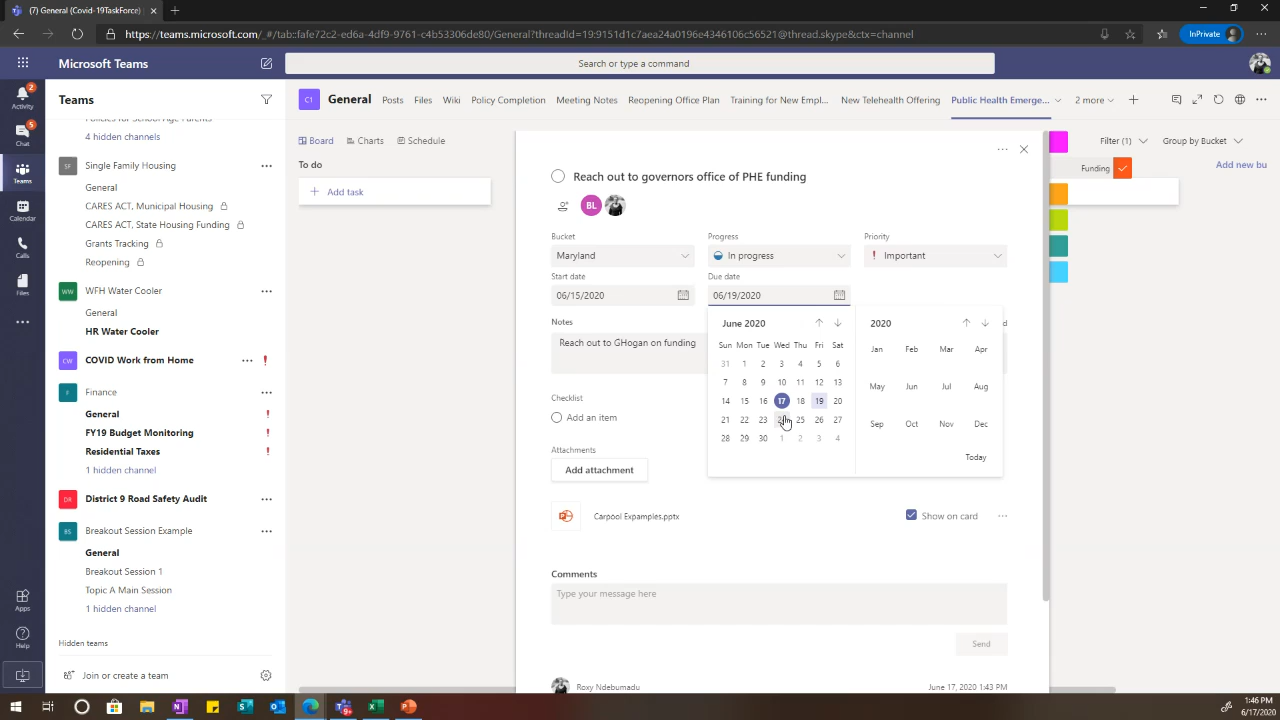 (7) General (Covid-19TaskForce)
https://teams.microsoft.com/_#/tab::fafe72c2-ed6a-4df9-9761-c4b53306de80/General?threadId=19:9151d1c7aea24a0196e4346106c56521@thread.skype&ctx=channel
InPrivate
Microsoft Teams
Search or type a command
Activity
2
Chat
5
Teams
Calendar
Calls
Files
Apps
Help
Teams
4 hidden channels
SF Single Family Housing
General
CARES ACT, Municipal Housing
CARES ACT, State Housing Funding
Grants Tracking
Reopening
WW WFH Water Cooler
General
HR Water Cooler
CW COVID Work from Home
F Finance
General
FY19 Budget Monitoring
Residential Taxes
1 hidden channel
DR District 9 Road Safety Audit
BS Breakout Session Example
General
Breakout Session 1
Topic A Main Session
1 hidden channel
Hidden teams
Join or create a team
C1 General Posts Files Wiki Policy Completion Meeting Notes Reopening Office Plan Training for New Empl... New Telehealth Offering Public Health Emerge... 2 more
Board Charts Schedule
Filter (1) Group by Bucket
To do
Add new bu
Add task
Funding
Reach out to governors office of PHE funding
BL
Bucket Progress Priority
Maryland In progress Important
Start date Due date
06/15/2020 06/19/2020
Notes
Reach out to GHogan on funding
June 2020 2020
Sun Mon Tue Wed Thu Fri Sat
31 1 2 3 4 5 6
7 8 9 10 11 12 13
14 15 16 17 18 19 20
21 22 23 25 26 27
28 29 30 1 2 3 4
Jan Feb Mar Apr
May Jun Jul Aug
Sep Oct Nov Dec
Today
Checklist
Add an item
Attachments
Add attachment
Carpool Expamples.pptx
Show on card
Comments
Type your message here
Send
Roxy Ndebumadu June 17, 2020 1:43 PM
1:46 PM
6/17/2020